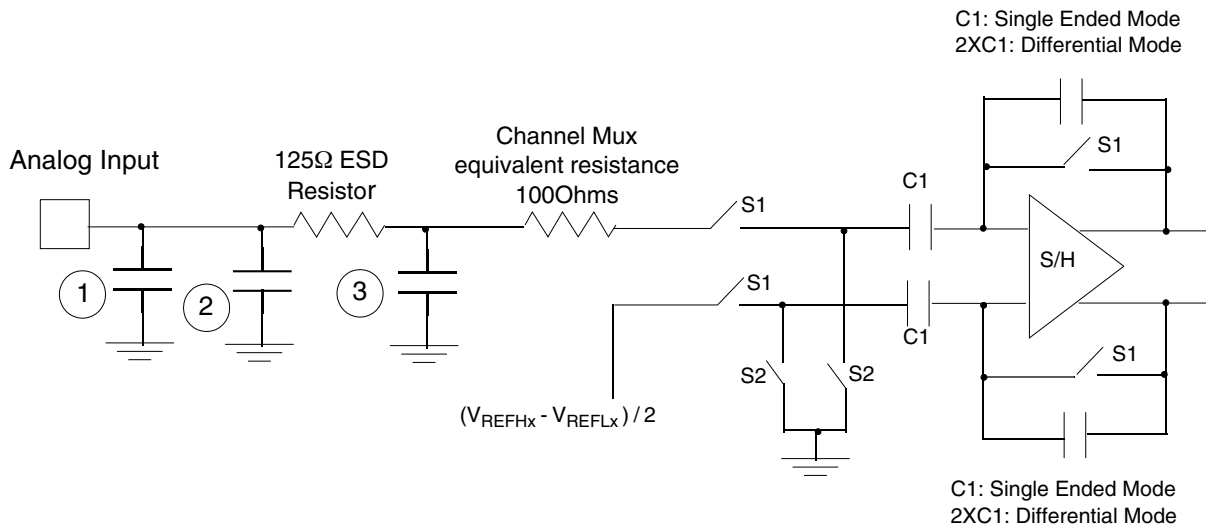 C1: Single Ended Mode
2XC1: Differential Mode
Analog Input
125Ω ESD
Resistor
Channel Mux
equivalent resistance
100Ohms
S1
C1
S1
S/H
1
2
3
S1
C1
S2
S2
S1
(VREFHx - VREFLx ) / 2
C1: Single Ended Mode
2XC1: Differential Mode